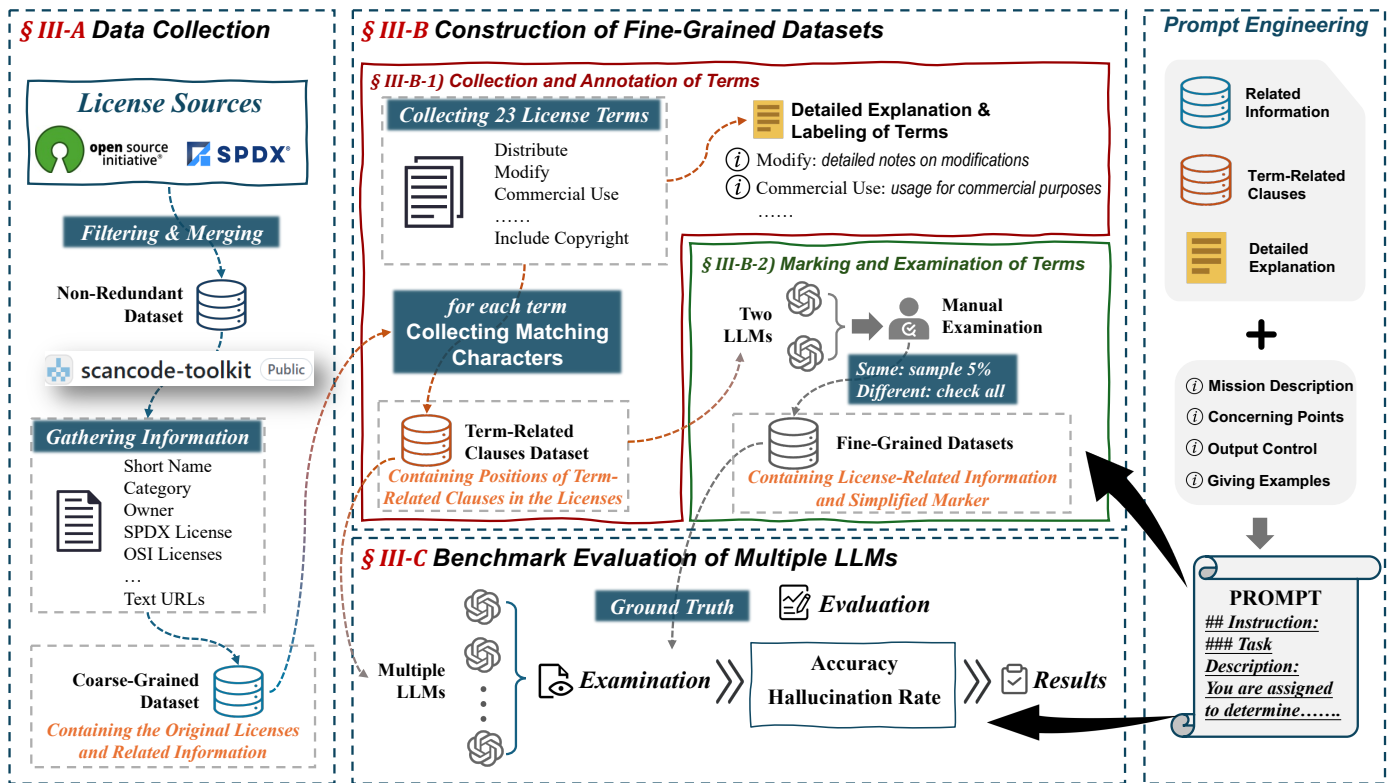 § III-A Data Collection
License Sources
open source
initiative®
SPDX®
Filtering & Merging
Non-Redundant
Dataset
scancode-toolkit Public
Gathering Information
Short Name
Category
Owner
SPDX License
OSI Licenses
...
Text URLs
Coarse-Grained
Dataset
Containing the Original Licenses
and Related Information
§ III-B Construction of Fine-Grained Datasets
§ III-B-1) Collection and Annotation of Terms
Collecting 23 License Terms
Distribute
Modify
Commercial Use
......
Include Copyright
Detailed Explanation &
Labeling of Terms
i Modify: detailed notes on modifications
i Commercial Use: usage for commercial purposes
......
for each term
Collecting Matching
Characters
Term-Related
Clauses Dataset
Containing Positions of Term-
Related Clauses in the Licenses
§ III-B-2) Marking and Examination of Terms
Two
LLMs
Manual
Examination
Same: sample 5%
Different: check all
Fine-Grained Datasets
Containing License-Related Information
and Simplified Marker
§ III-C Benchmark Evaluation of Multiple LLMs
Multiple
LLMs
Ground Truth
Evaluation
Examination
Accuracy
Hallucination Rate
Results
Prompt Engineering
Related
Information
Term-Related
Clauses
Detailed
Explanation
+
i Mission Description
i Concerning Points
i Output Control
i Giving Examples
PROMPT
## Instruction:
### Task
Description:
You are assigned
to determine.......